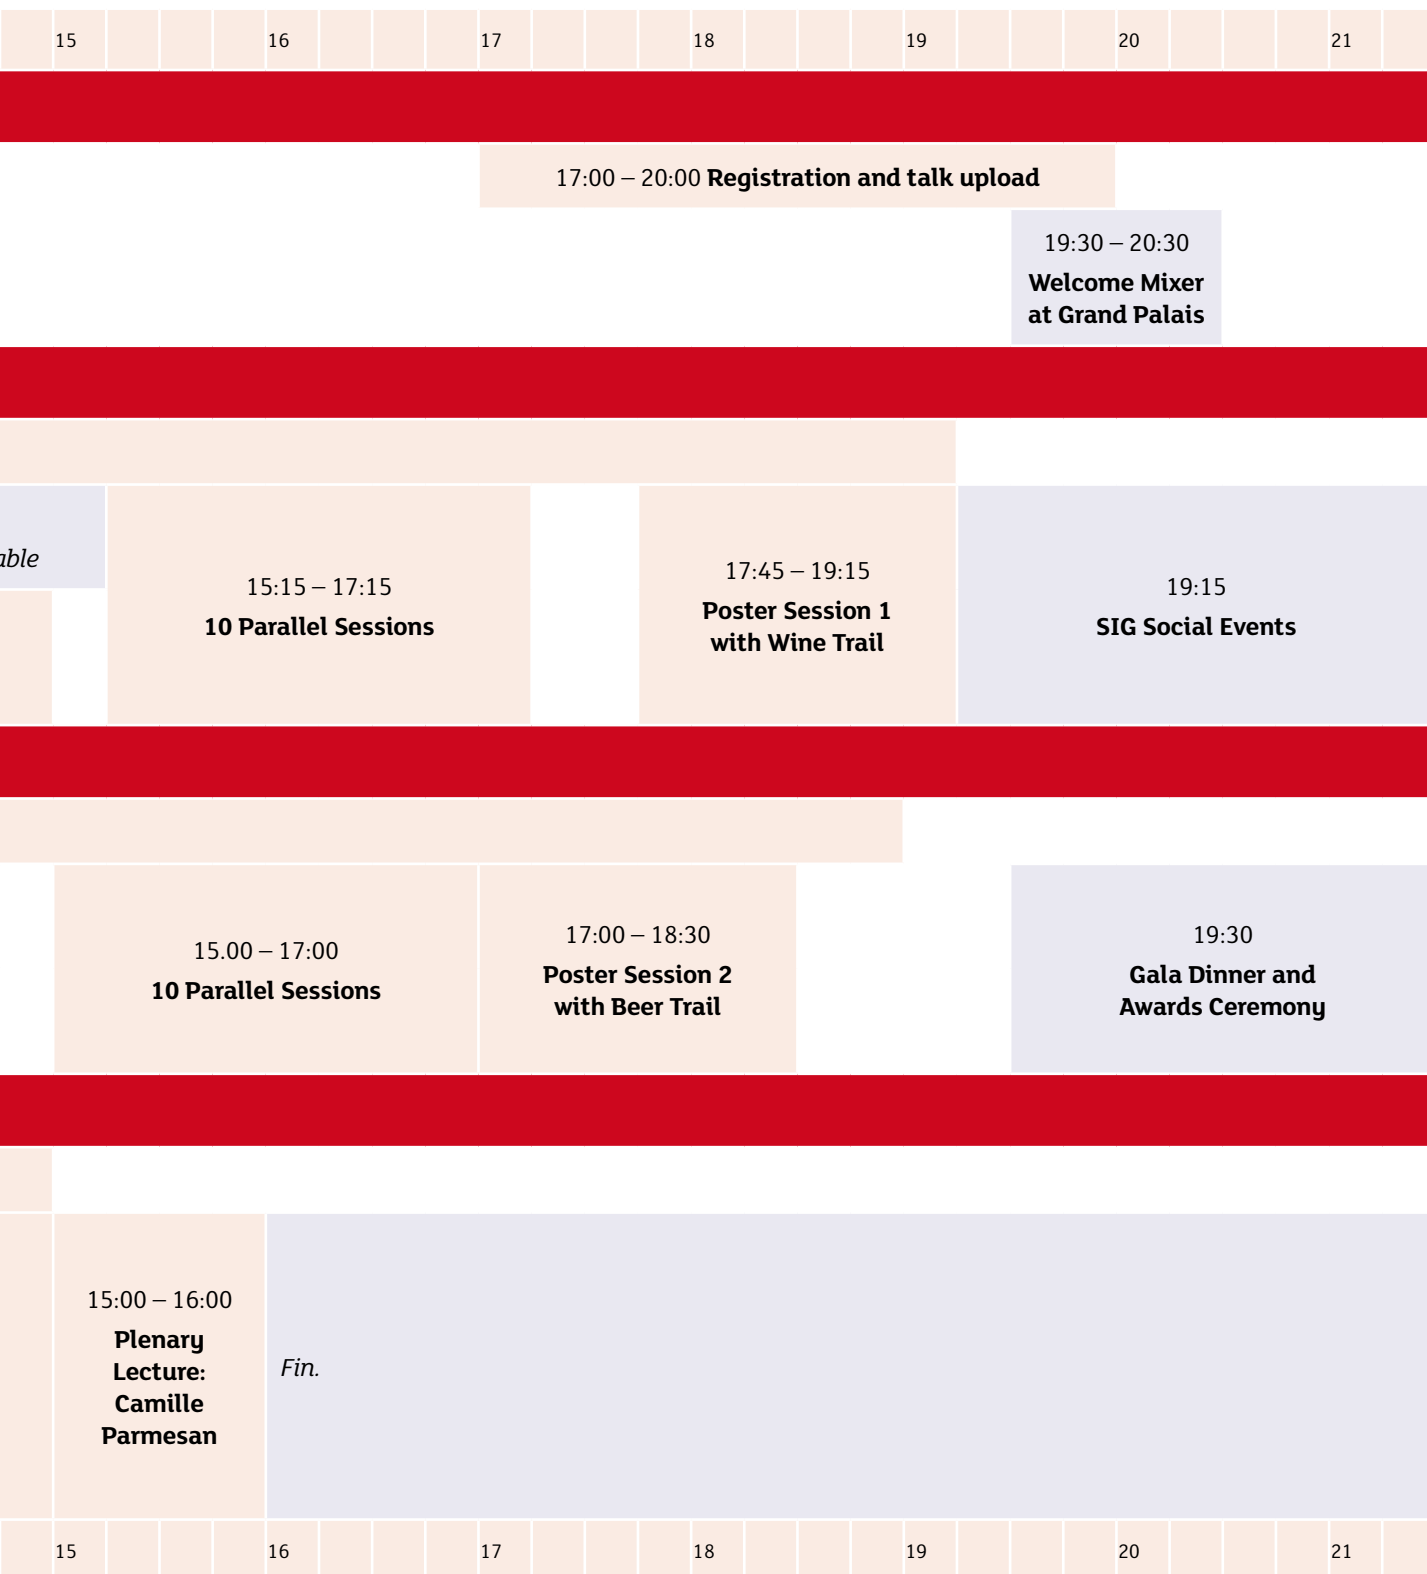 15 16 17 18 19 20 21
17:00 – 20:00 Registration and talk upload
19:30 – 20:30
Welcome Mixer
at Grand Palais
able
15:15 – 17:15
10 Parallel Sessions
17:45 – 19:15
Poster Session 1
with Wine Trail
19:15
SIG Social Events
15.00 – 17:00
10 Parallel Sessions
17:00 – 18:30
Poster Session 2
with Beer Trail
19:30
Gala Dinner and
Awards Ceremony
15:00 – 16:00
Plenary
Lecture:
Camille
Parmesan
Fin.
15 16 17 18 19 20 21